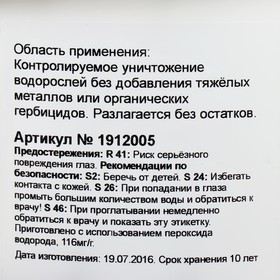 Область применения:
Контролируемое уничтожение
водорослей без добавления тяжёлых
металлов или органических
гербицидов. Разлагается без остатков.
Артикул № 1912005
Предостережения: R 41: Риск серьёзного
повреждения глаз. Рекомендации по
безопасности: S2: Беречь от детей. S 24: Избегать
контакта с кожей. S 26: При попадании в глаза
промыть большим количеством воды и обратиться к
врачу! S 46: При проглатывании немедленно
обратиться к врачу и показать эту этикетку.
Приготовлено с использованием пероксида
водорода, 116мг/г.
Дата изготовления 19.07.2016. Срок хранения 10 лет